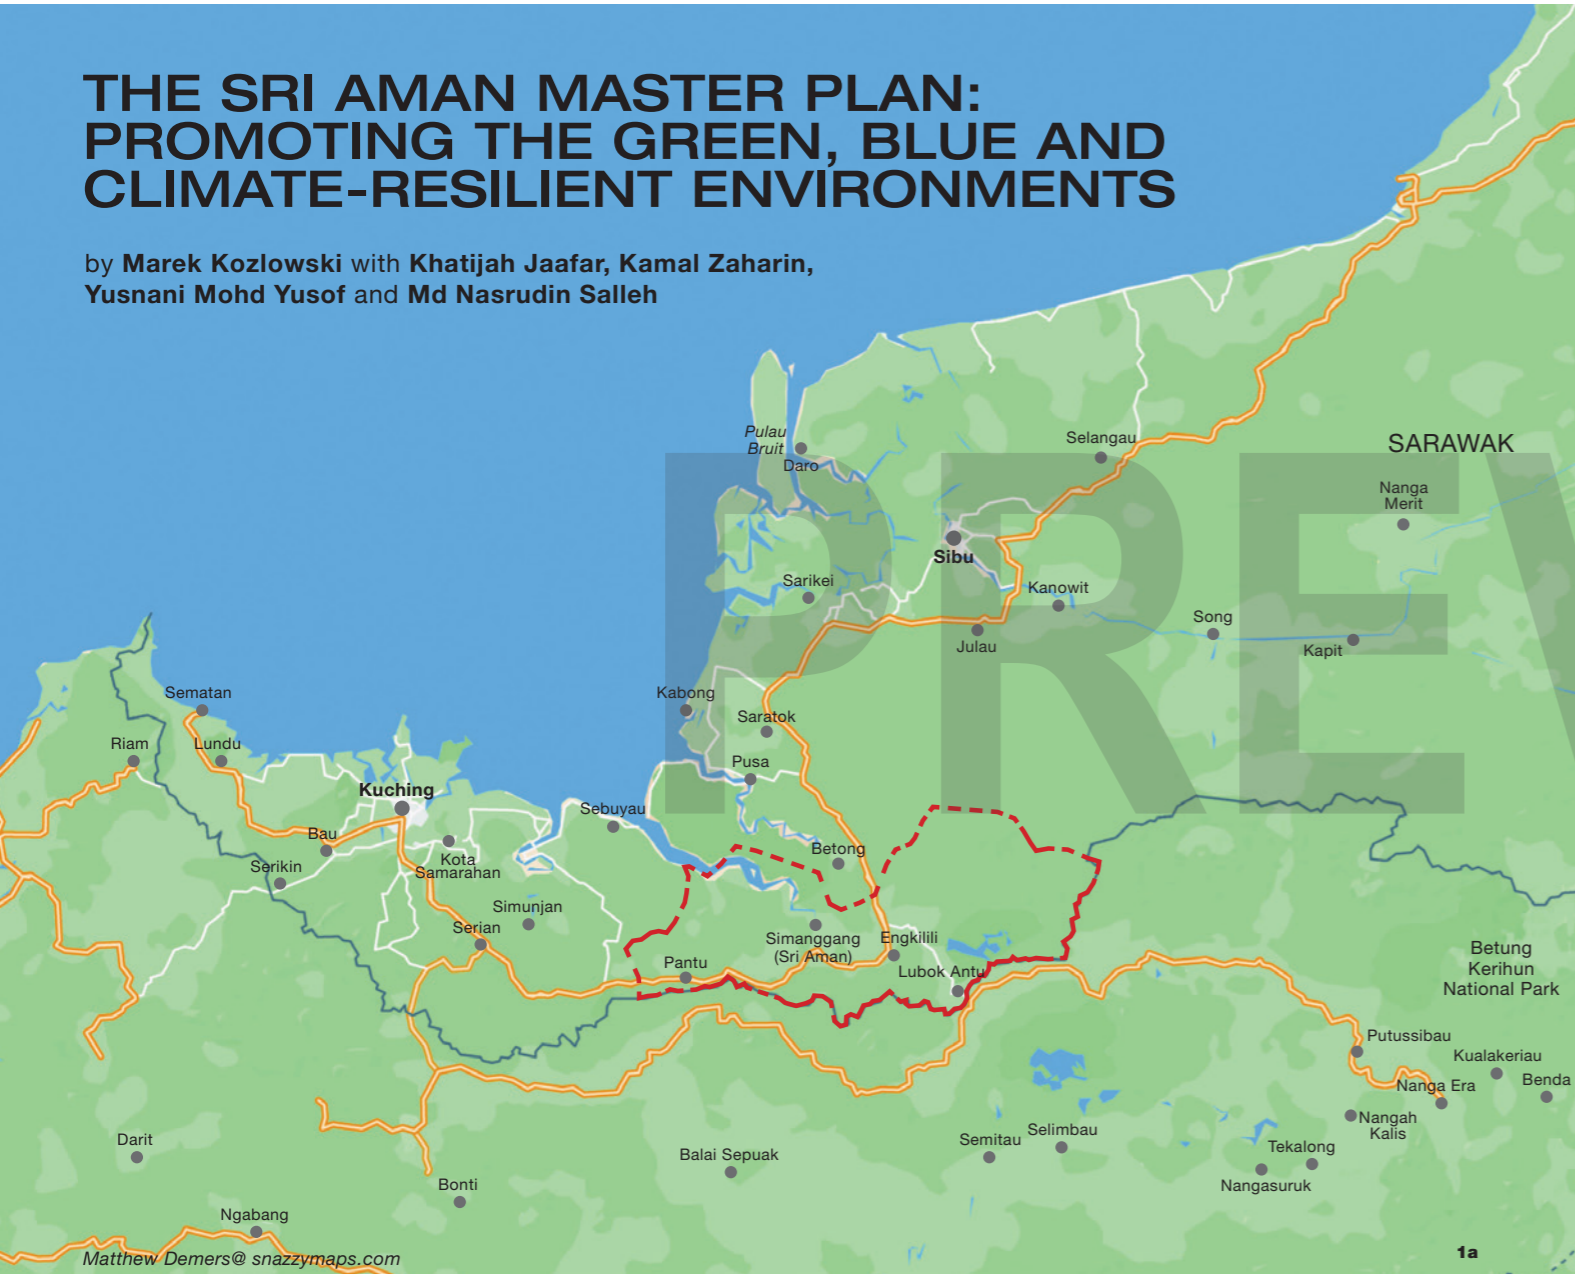 THE SRI AMAN MASTER PLAN:
PROMOTING THE GREEN, BLUE AND
CLIMATE-RESILIENT ENVIRONMENTS
by Marek Kozlowski with Khatijah Jaafar, Kamal Zaharin,
Yusnani Mohd Yusof and Md Nasrudin Salleh
Pulau
Bruit
Daro
Selangau
SARAWAK
PREV
Nanga
Merit
Sibu
Sarikei
Kanowit
Song
Julau
Kapit
Sematan
Kabong
Saratok
Riam
Lundu
Pusa
Kuching
Sebuyau
Bau
Betong
Kota
Samarahan
Serikin
Simunjan
Serian
Simanggang
(Sri Aman)
Engkilili
Pantu
Lubok Antu
Betung
Kerihun
National Park
Putussibau
Kualakeriau
Nanga Era
Benda
Nangah
Kalis
Darit
Semitau
Selimbau
Tekalong
Balai Sepuak
Bonti
Nangasuruk
Ngabang
Matthew Demers@ snazzymaps.com
1a